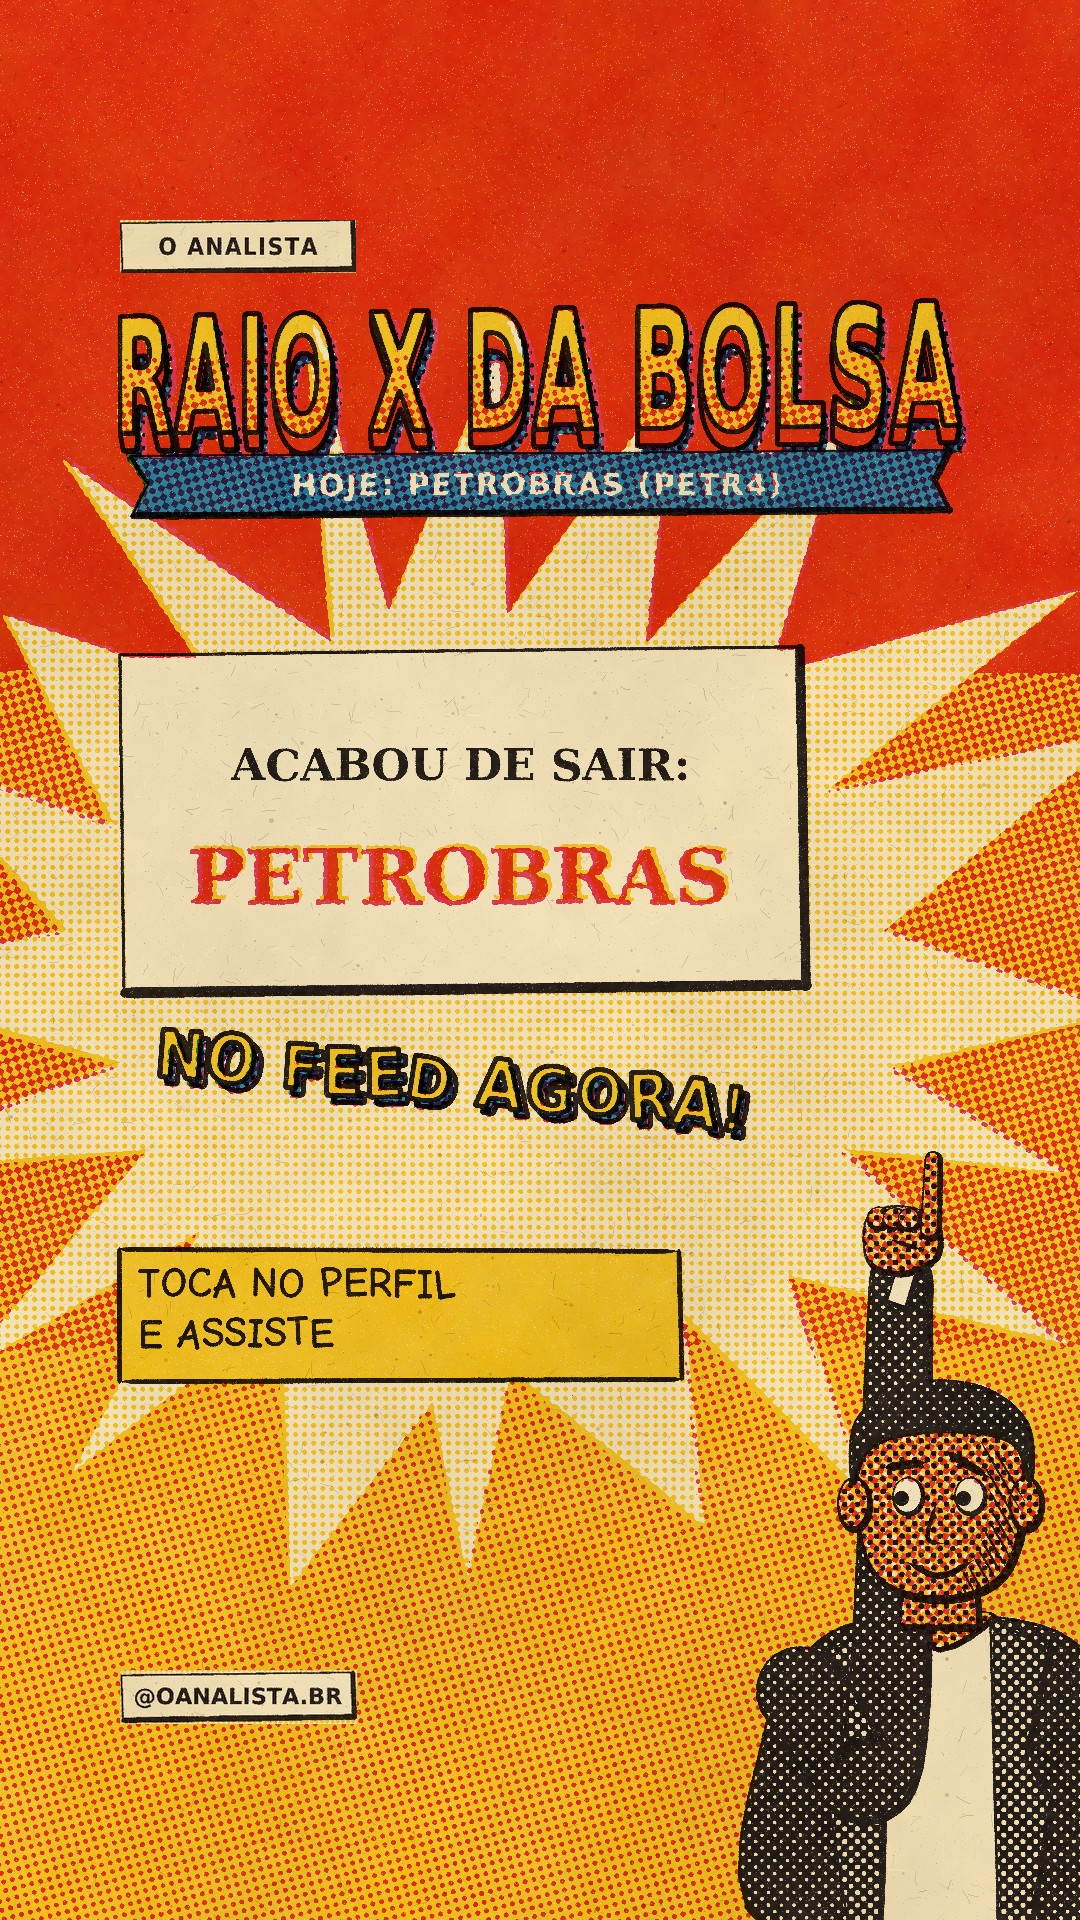 O ANALISTA
RAIO X DA BOLSA
HOJE: PETROBRAS (PETR4)
ACABOU DE SAIR:
PETROBRAS
NO FEED AGORA!
TOCA NO PERFIL
E ASSISTE
@OANALISTA.BR